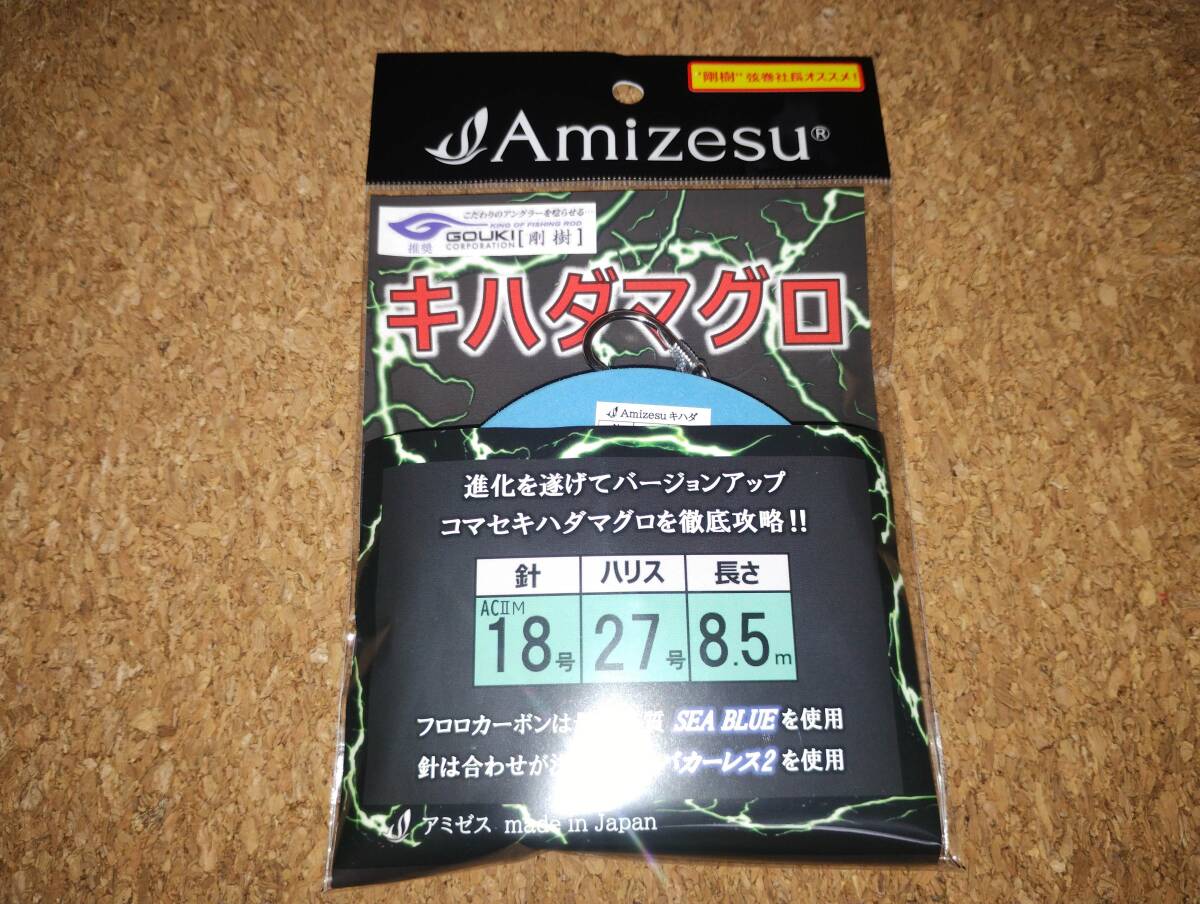 "剛樹" 弦巻社長オススメ!
Amizesu®
こだわりのアングラーを唸らせる…
KING OF FISHING ROD
GOUKI [剛樹]
CORPORATION
推奨
キハダマグロ
Amizesu キハダ
進化を遂げてバージョンアップ
コマセキハダマグロを徹底攻略!!
針 ハリス 長さ
ACⅡM
18号 27号 8.5m
フロロカーボンは 質 SEA BLUEを使用
針は合わせが カーレス2を使用
アミゼス made in Japan